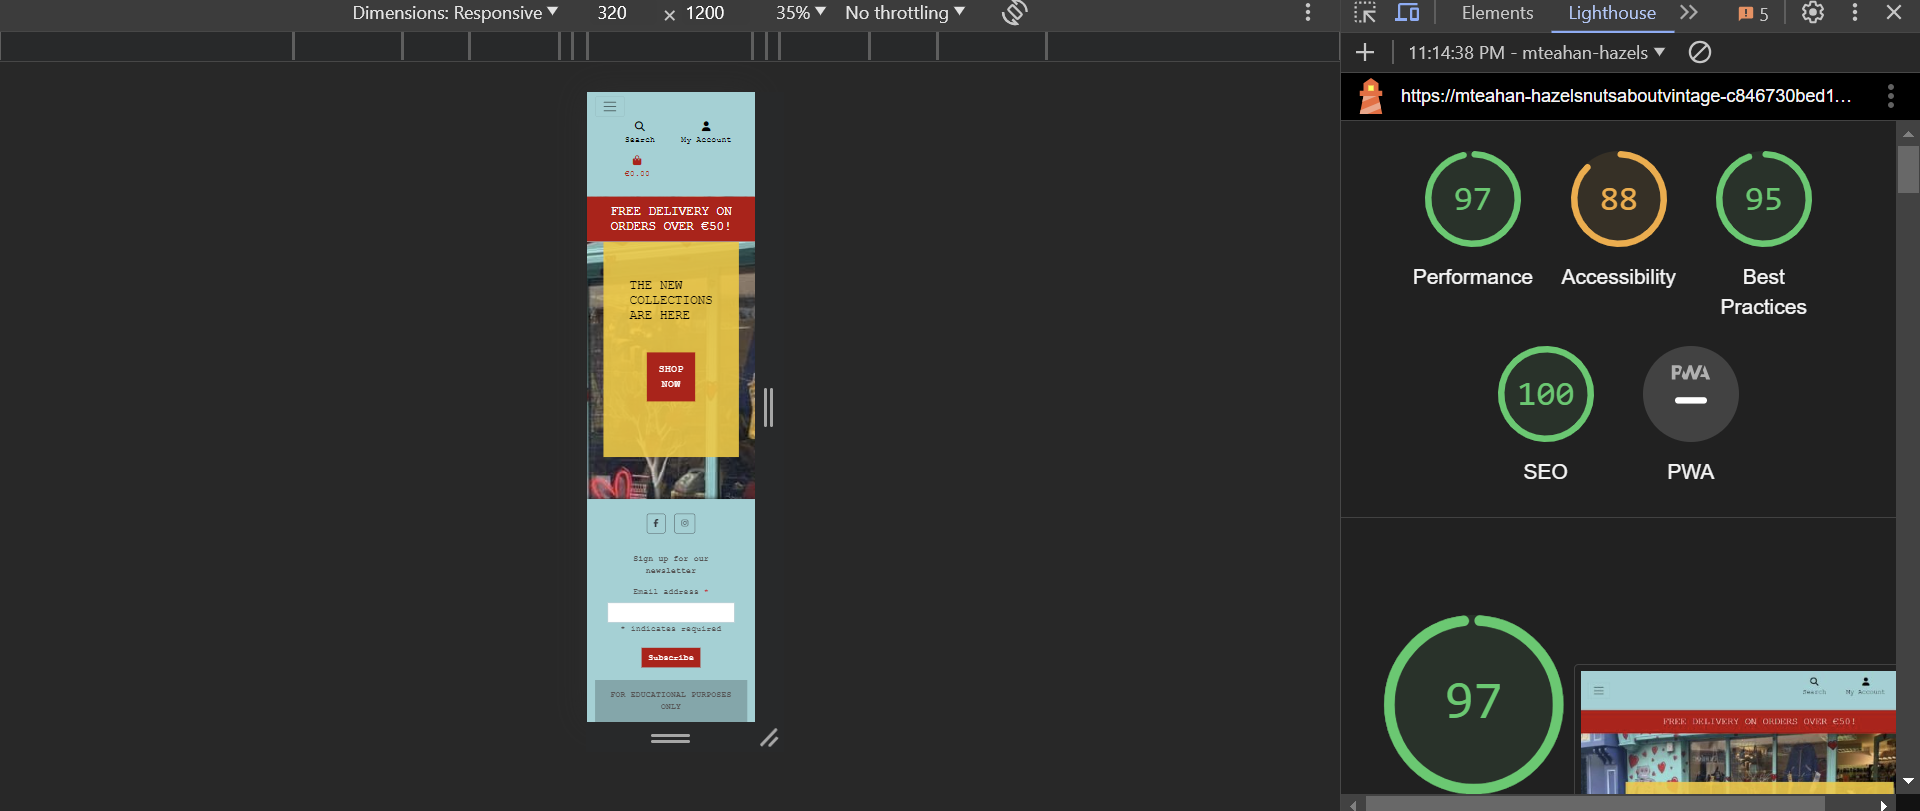 Dimensions: Responsive 320 × 1200 35% No throttling
Elements Lighthouse 5
11:14:38 PM - mteahan-hazels
https://mteahan-hazelsnutsaboutvintage-c846730bed1...
Search My Account
€0.00
FREE DELIVERY ON
ORDERS OVER €50!
THE NEW
COLLECTIONS
ARE HERE
SHOP
NOW
Sign up for our
newsletter
Email address *
* indicates required
Subscribe
FOR EDUCATIONAL PURPOSES
ONLY
97 88 95
Performance Accessibility Best
Practices
100 PWA
SEO PWA
97
Search My Account
FREE DELIVERY ON ORDERS OVER €50!